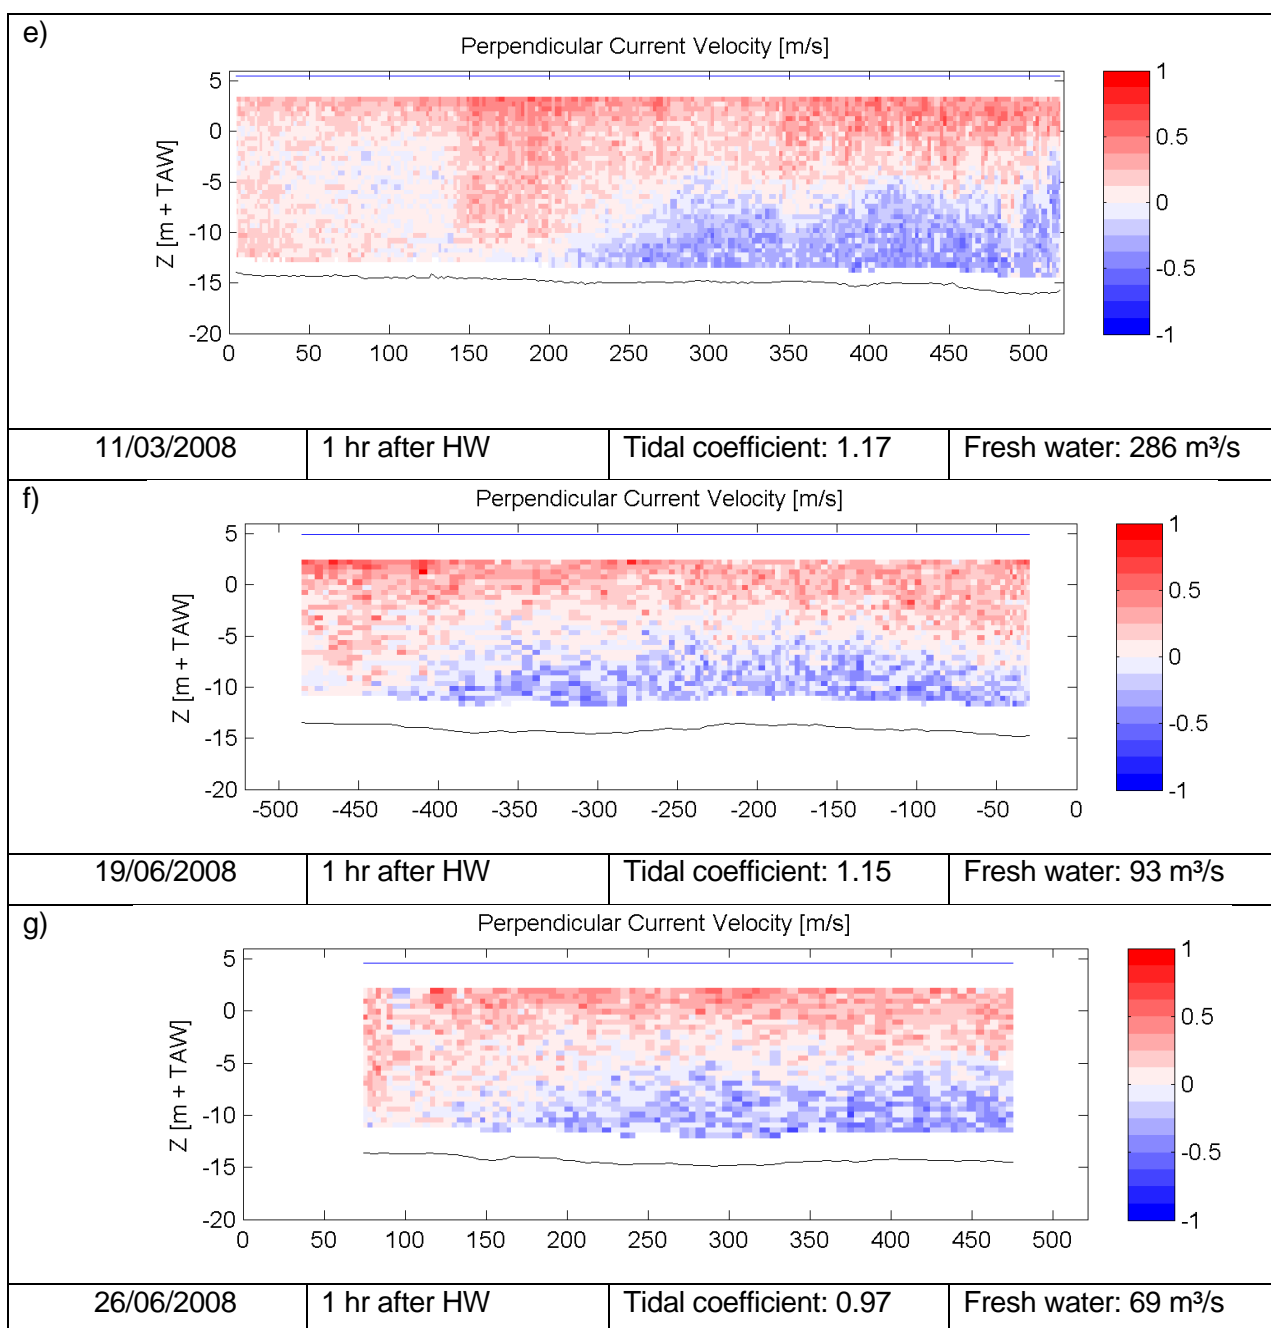 e)
Perpendicular Current Velocity [m/s]
5
0
-5
-10
-15
-20
Z [m + TAW]
0 50 100 150 200 250 300 350 400 450 500
1
0.5
0
-0.5
-1
11/03/2008 1 hr after HW Tidal coefficient: 1.17 Fresh water: 286 m³/s
f)
Perpendicular Current Velocity [m/s]
5
0
-5
-10
-15
-20
Z [m + TAW]
-500 -450 -400 -350 -300 -250 -200 -150 -100 -50 0
1
0.5
0
-0.5
-1
19/06/2008 1 hr after HW Tidal coefficient: 1.15 Fresh water: 93 m³/s
g)
Perpendicular Current Velocity [m/s]
5
0
-5
-10
-15
-20
Z [m + TAW]
0 50 100 150 200 250 300 350 400 450 500
1
0.5
0
-0.5
-1
26/06/2008 1 hr after HW Tidal coefficient: 0.97 Fresh water: 69 m³/s